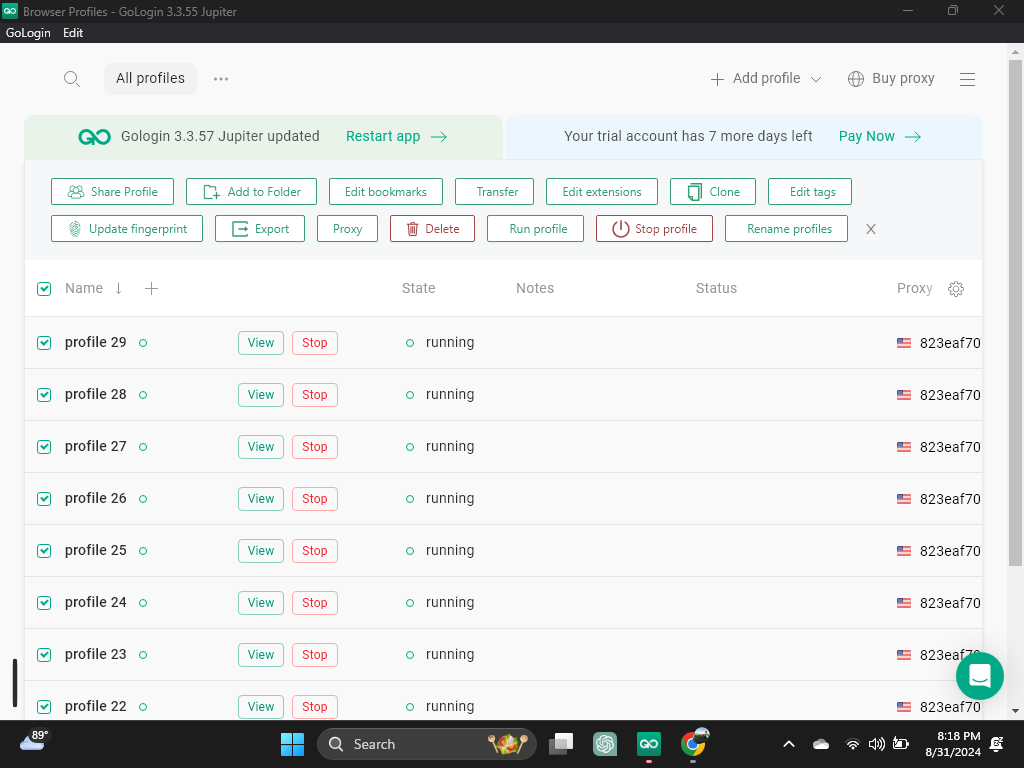 Browser Profiles - GoLogin 3.3.55 Jupiter
GoLogin Edit
All profiles ••• Add profile Buy proxy
Gologin 3.3.57 Jupiter updated Restart app → Your trial account has 7 more days left Pay Now →
Share Profile Add to Folder Edit bookmarks Transfer Edit extensions Clone Edit tags
Update fingerprint Export Proxy Delete Run profile Stop profile Rename profiles X
Name ↓ + State Notes Status Proxy
profile 29 View Stop running 823eaf70
profile 28 View Stop running 823eaf70
profile 27 View Stop running 823eaf70
profile 26 View Stop running 823eaf70
profile 25 View Stop running 823eaf70
profile 24 View Stop running 823eaf70
profile 23 View Stop running 823eaf70
profile 22 View Stop running 823eaf70
89° Search 8:18 PM
8/31/2024